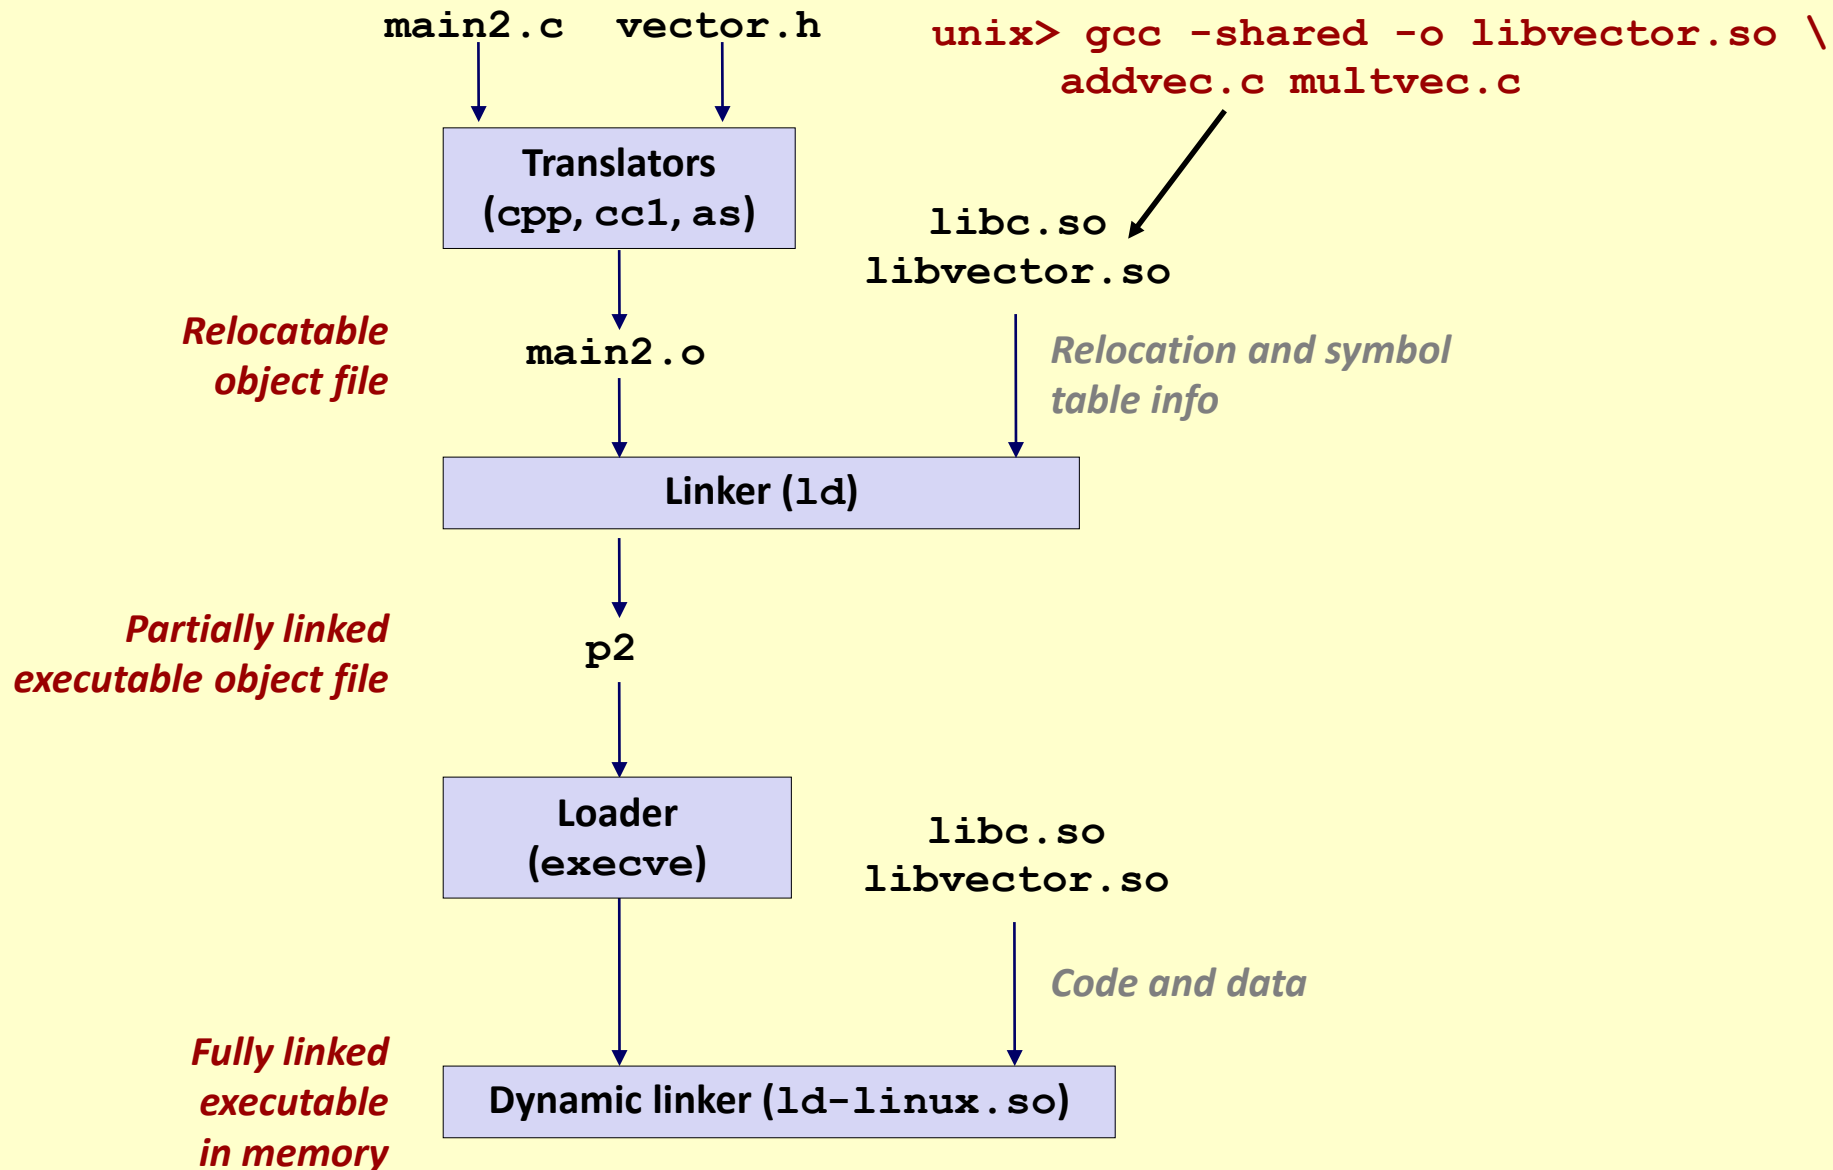 main2.c vector.h
unix> gcc -shared -o libvector.so \
addvec.c multvec.c
Translators
(cpp, cc1, as)
libc.so
libvector.so
Relocatable
object file
main2.o
Relocation and symbol
table info
Linker (ld)
Partially linked
executable object file
p2
Loader
(execve)
libc.so
libvector.so
Code and data
Fully linked
executable
in memory
Dynamic linker (ld-linux.so)